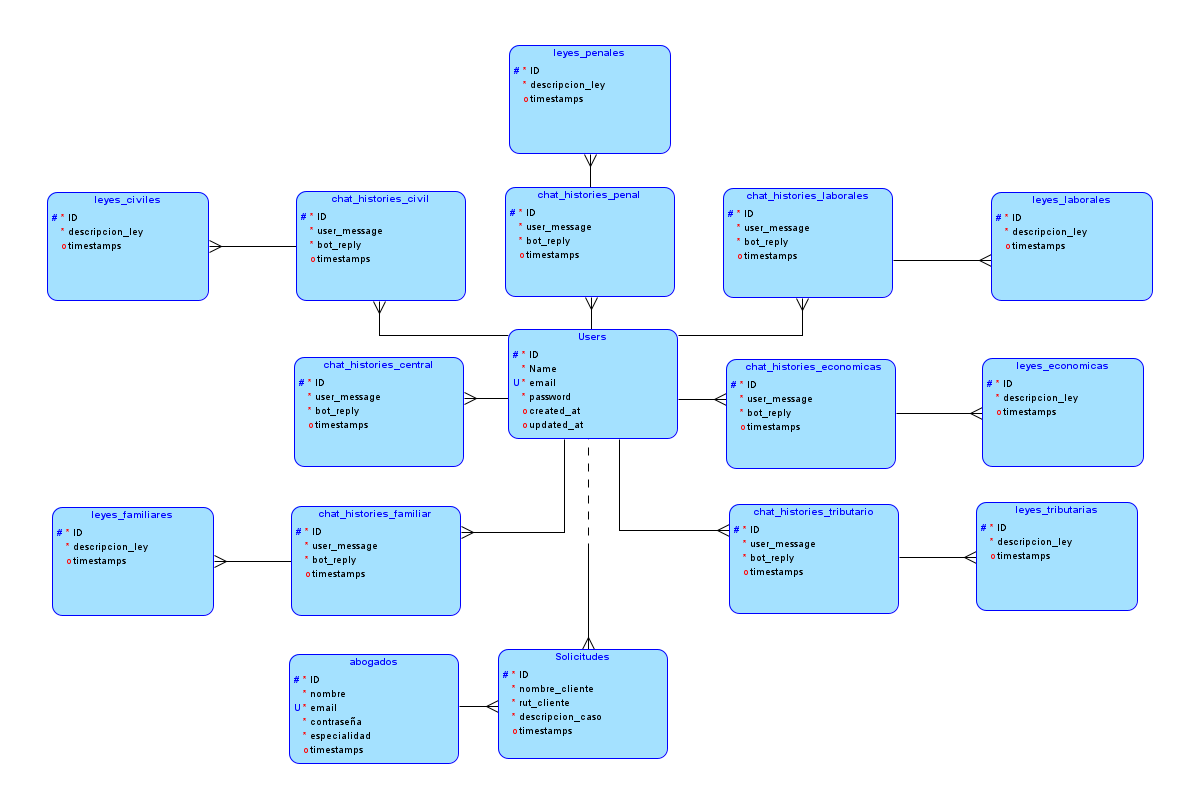 leyes_penales
# * ID
* descripcion_ley
o timestamps
leyes_civiles
# * ID
* descripcion_ley
o timestamps
chat_histories_civil
# * ID
* user_message
* bot_reply
o timestamps
chat_histories_penal
# * ID
* user_message
* bot_reply
o timestamps
chat_histories_laborales
# * ID
* user_message
* bot_reply
o timestamps
leyes_laborales
# * ID
* descripcion_ley
o timestamps
chat_histories_central
# * ID
* user_message
* bot_reply
o timestamps
Users
# * ID
* Name
U * email
* password
o created_at
o updated_at
chat_histories_economicas
# * ID
* user_message
* bot_reply
o timestamps
leyes_economicas
# * ID
* descripcion_ley
o timestamps
leyes_familiares
# * ID
* descripcion_ley
o timestamps
chat_histories_familiar
# * ID
* user_message
* bot_reply
o timestamps
chat_histories_tributario
# * ID
* user_message
* bot_reply
o timestamps
leyes_tributarias
# * ID
* descripcion_ley
o timestamps
abogados
# * ID
* nombre
U * email
* contraseña
* especialidad
o timestamps
Solicitudes
# * ID
* nombre_cliente
* rut_cliente
* descripcion_caso
o timestamps